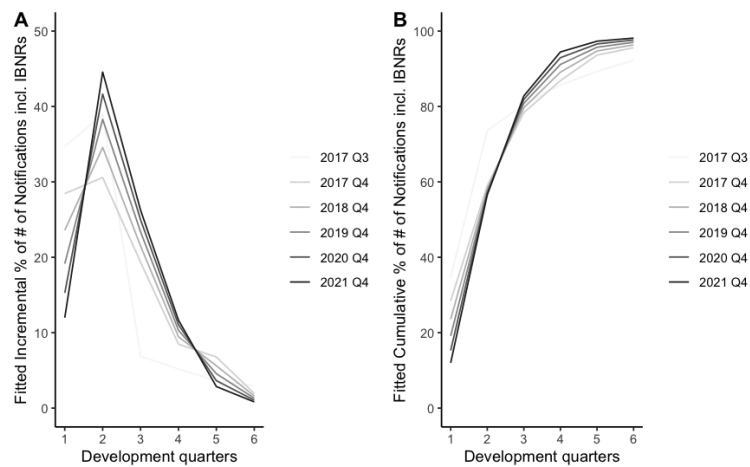 A
Fitted Incremental % of # of Notifications incl. IBNRs
50
40
30
20
10
0
1 2 3 4 5 6
Development quarters
2017 Q3
2017 Q4
2018 Q4
2019 Q4
2020 Q4
2021 Q4
B
Fitted Cumulative % of # of Notifications incl. IBNRs
100
80
60
40
20
0
1 2 3 4 5 6
Development quarters
2017 Q3
2017 Q4
2018 Q4
2019 Q4
2020 Q4
2021 Q4